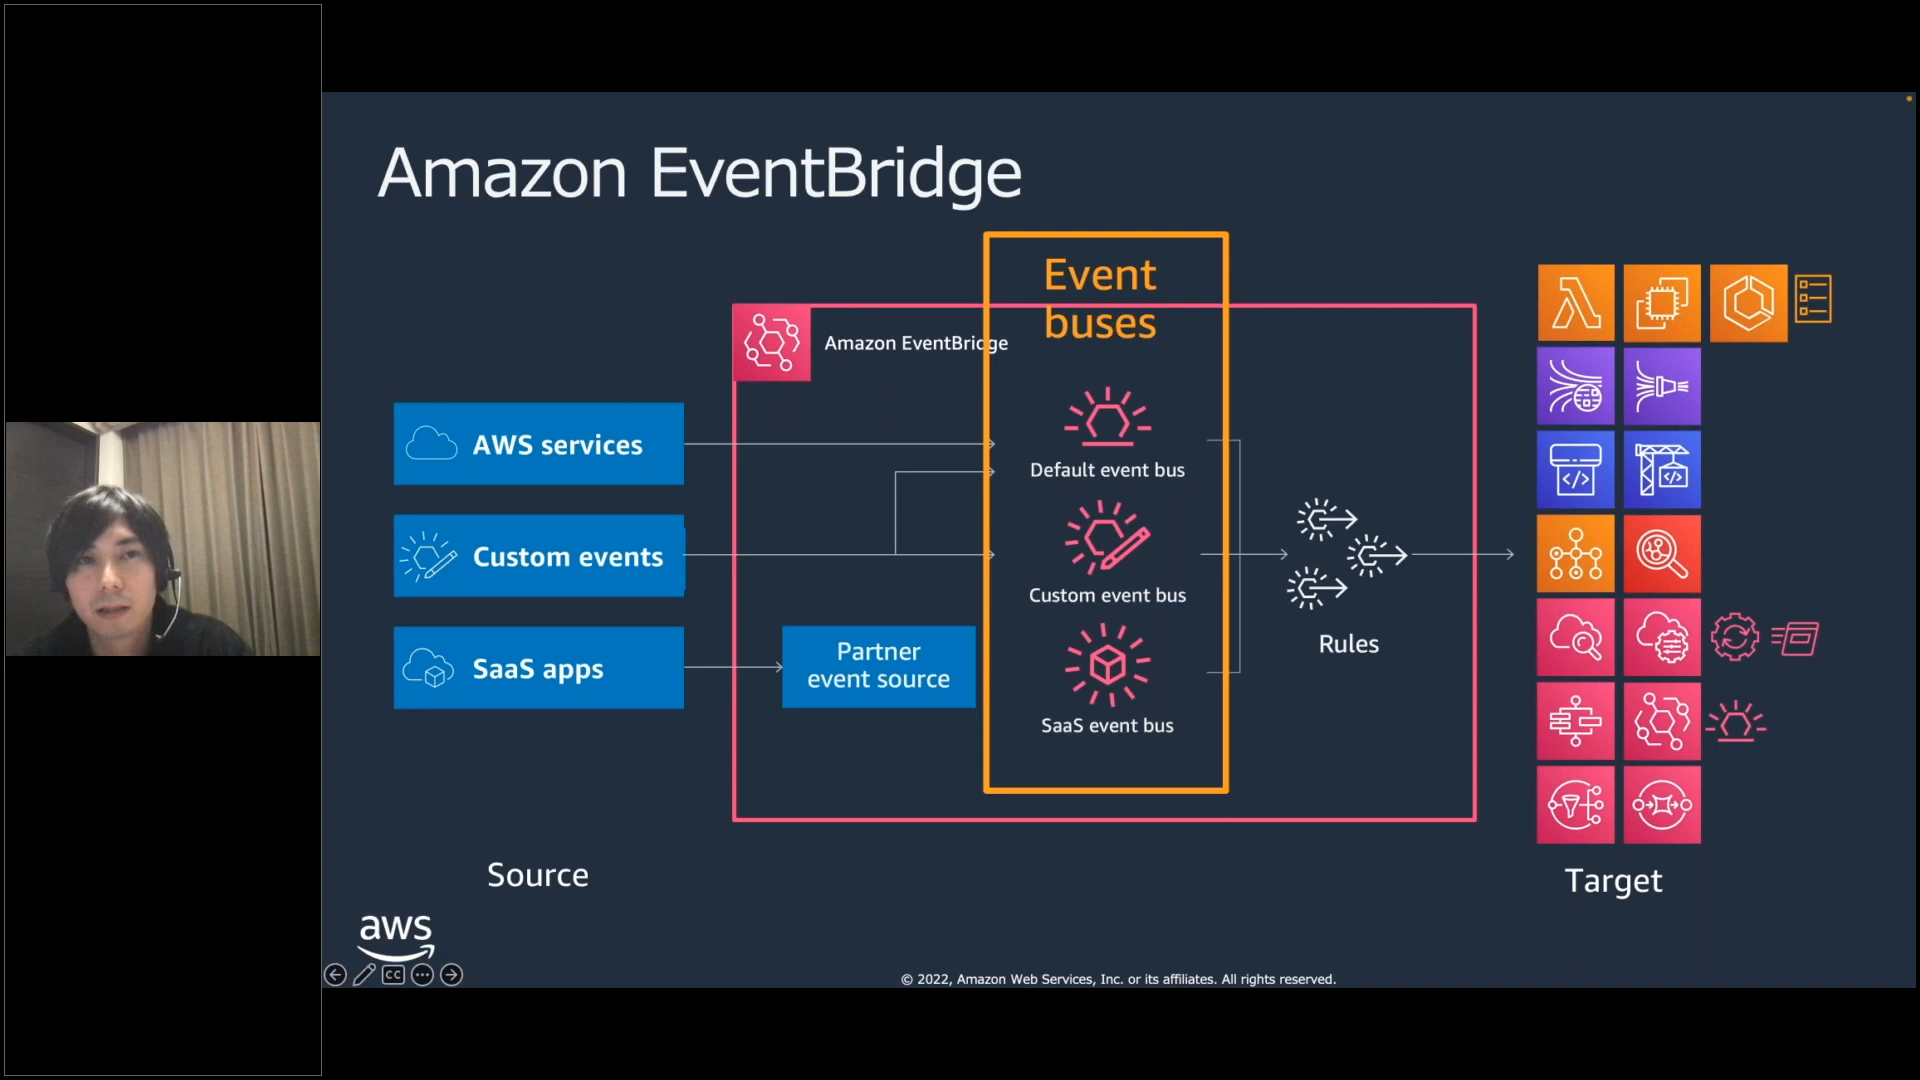 Amazon EventBridge
Event
buses
Amazon EventBridge
AWS services
Custom events
SaaS apps
Partner
event source
Default event bus
Custom event bus
SaaS event bus
Rules
Source
Target
aws
CC
© 2022, Amazon Web Services, Inc. or its affiliates. All rights reserved.